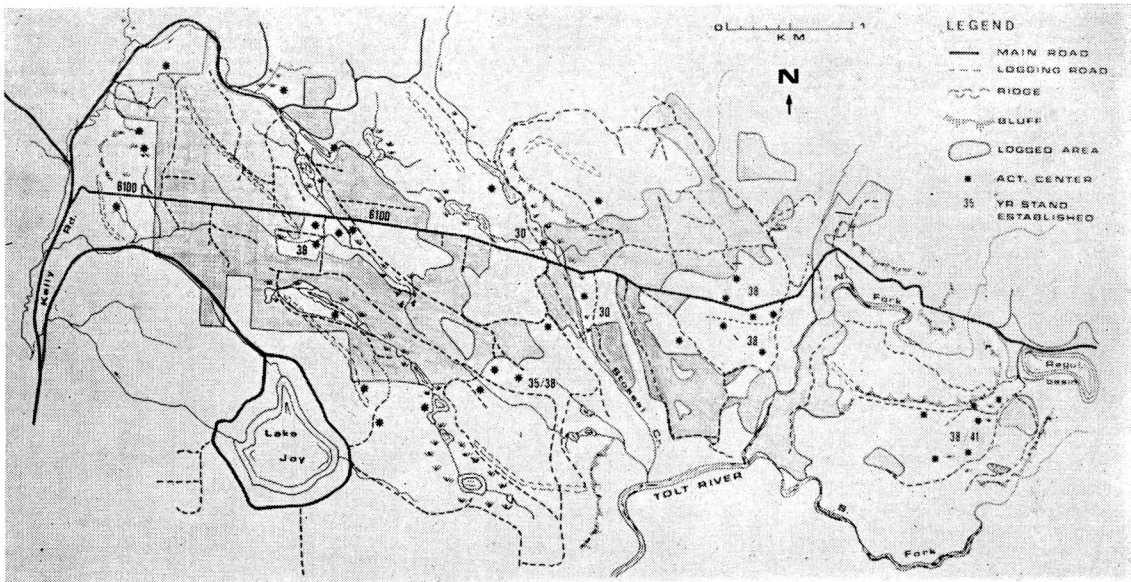 0 1
KM
N
LEGEND
MAIN ROAD
LOGGING ROAD
RIDGE
BLUFF
LOGGED AREA
ACT. CENTER
35 YR STAND
ESTABLISHED
6100
6100
Kelly Rd.
38
30
38
30
38
35/38
38/41
Stossel Cr.
N. Fork
Regul. basin
Lake
Joy
TOLT RIVER
S. Fork